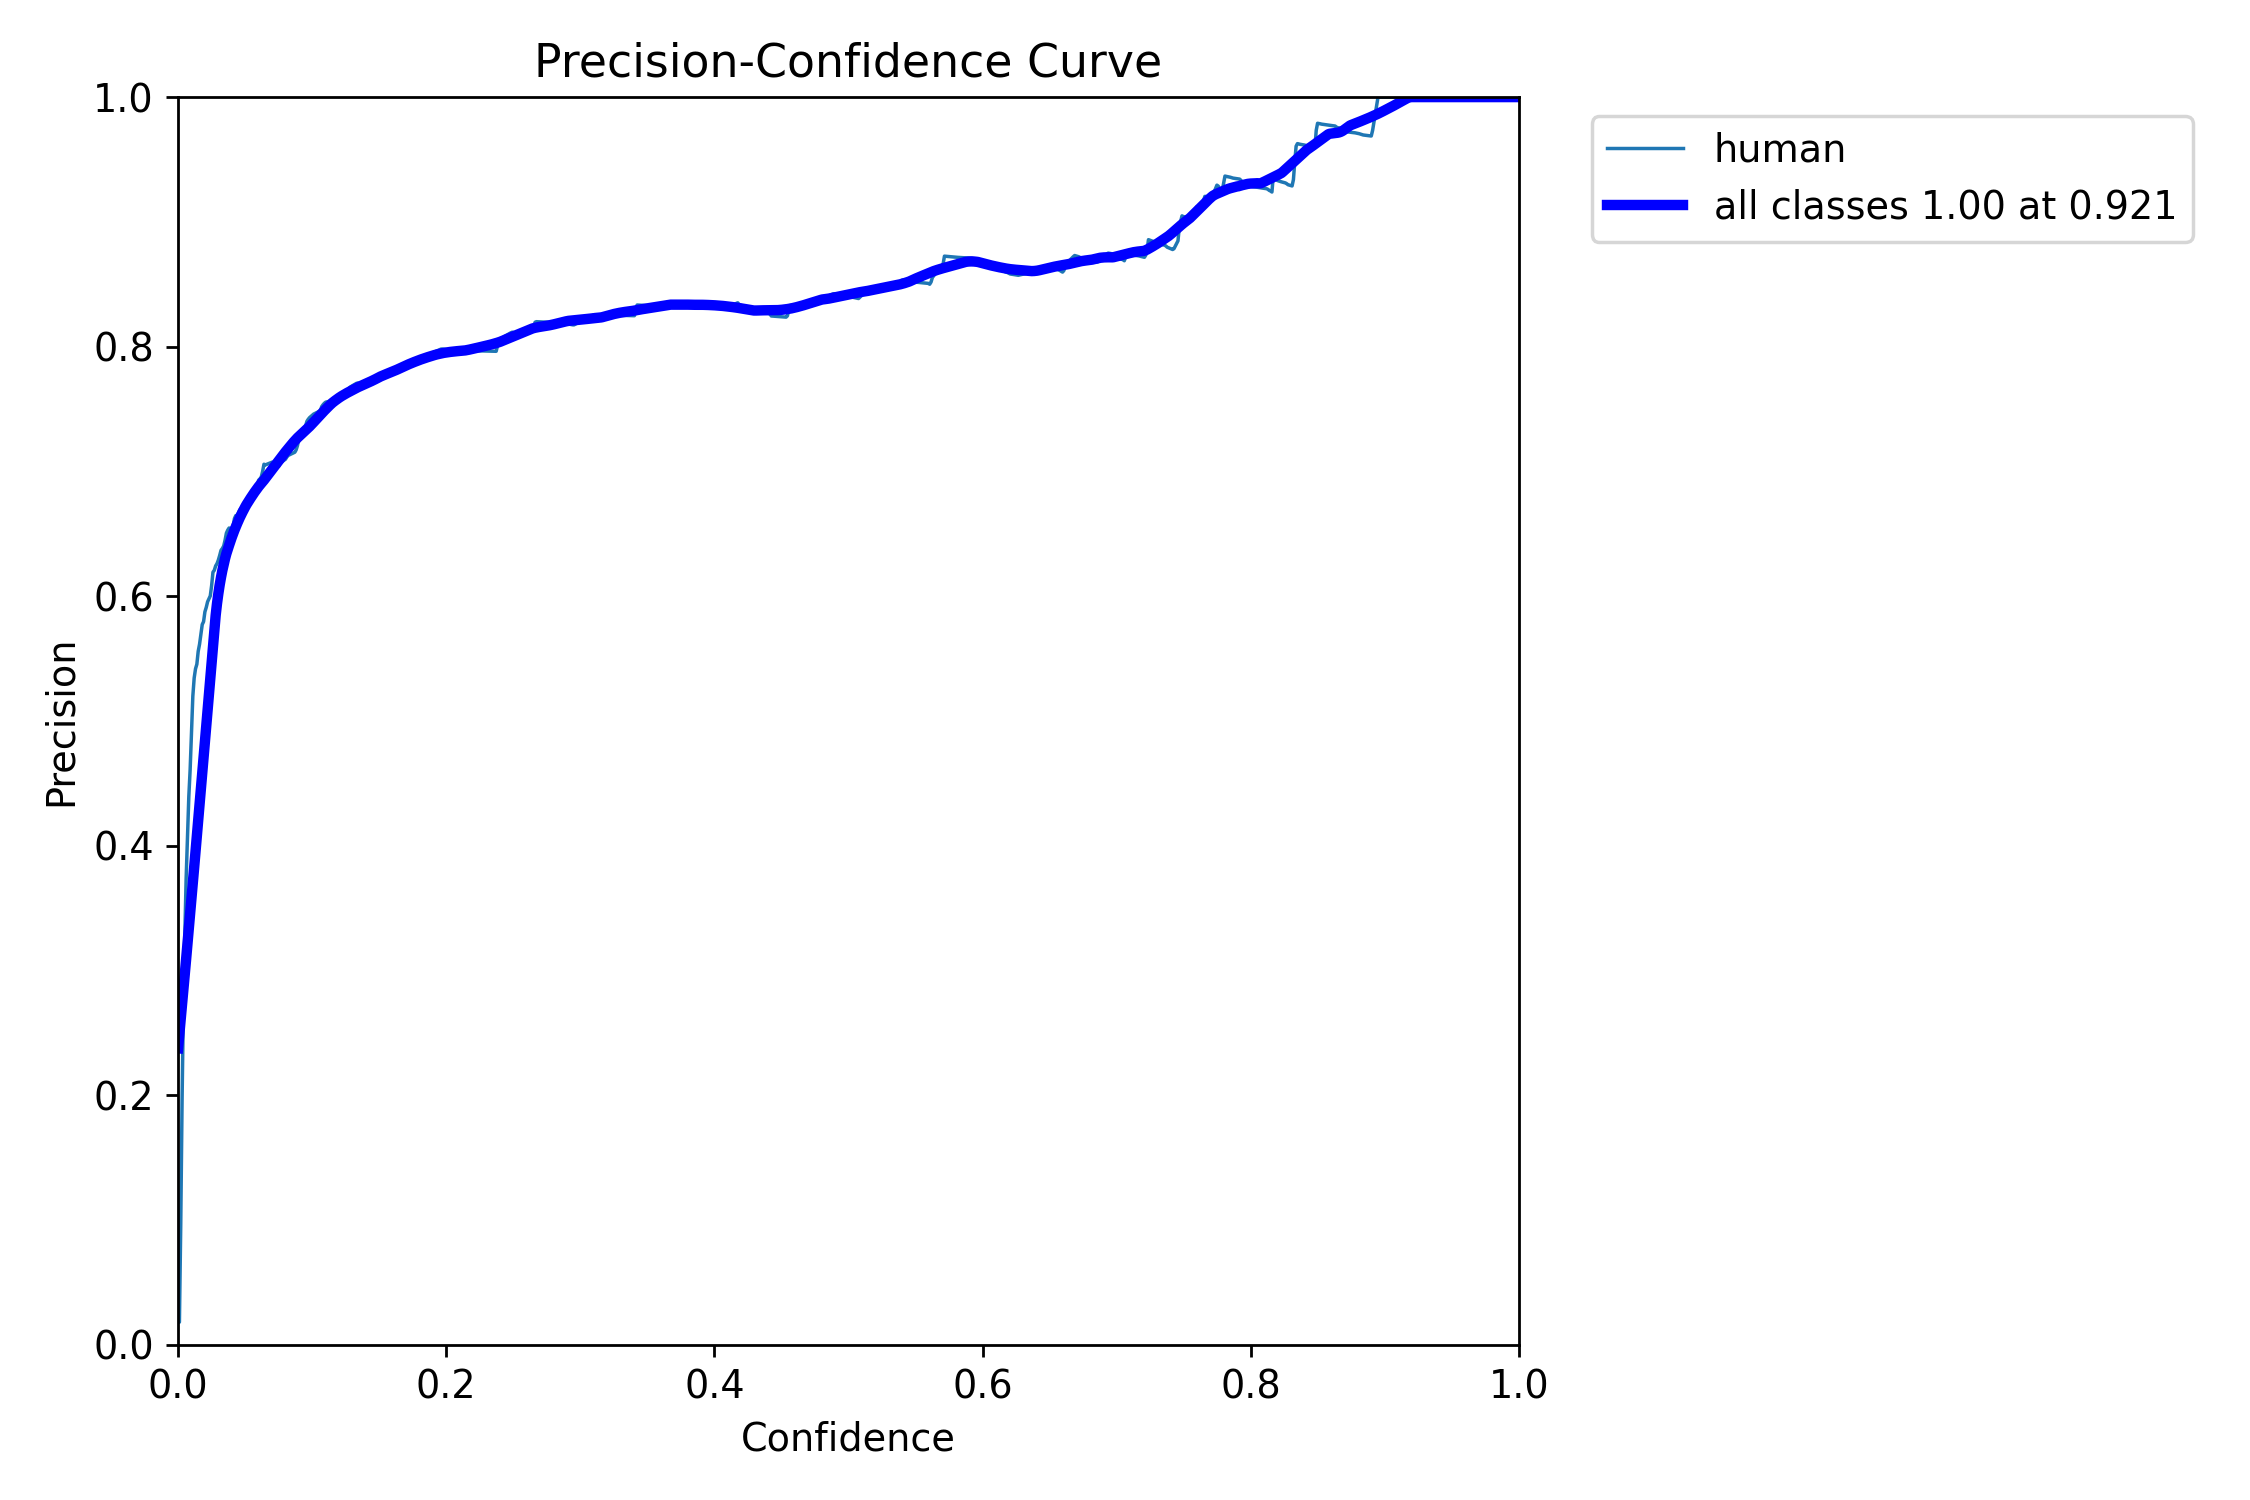 Precision-Confidence Curve
1.0
0.8
0.6
0.4
0.2
0.0
Precision
0.0 0.2 0.4 0.6 0.8 1.0
Confidence
human
all classes 1.00 at 0.921